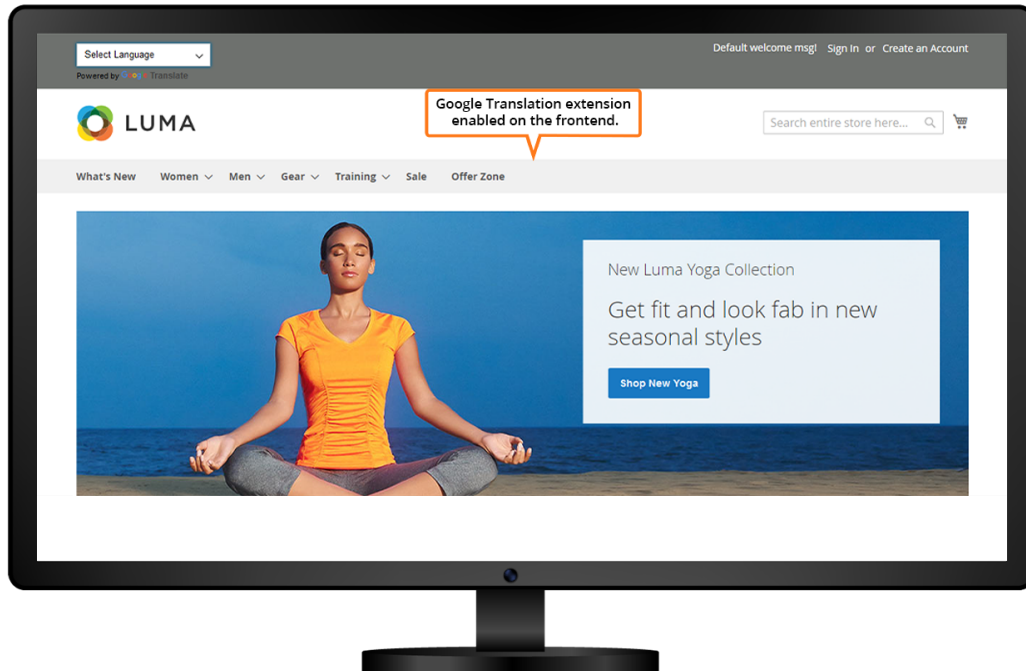 Select Language
Powered by Google Translate
Default welcome msg! Sign In or Create an Account
LUMA
Google Translation extension
enabled on the frontend.
Search entire store here...
What's New Women Men Gear Training Sale Offer Zone
New Luma Yoga Collection
Get fit and look fab in new
seasonal styles
Shop New Yoga